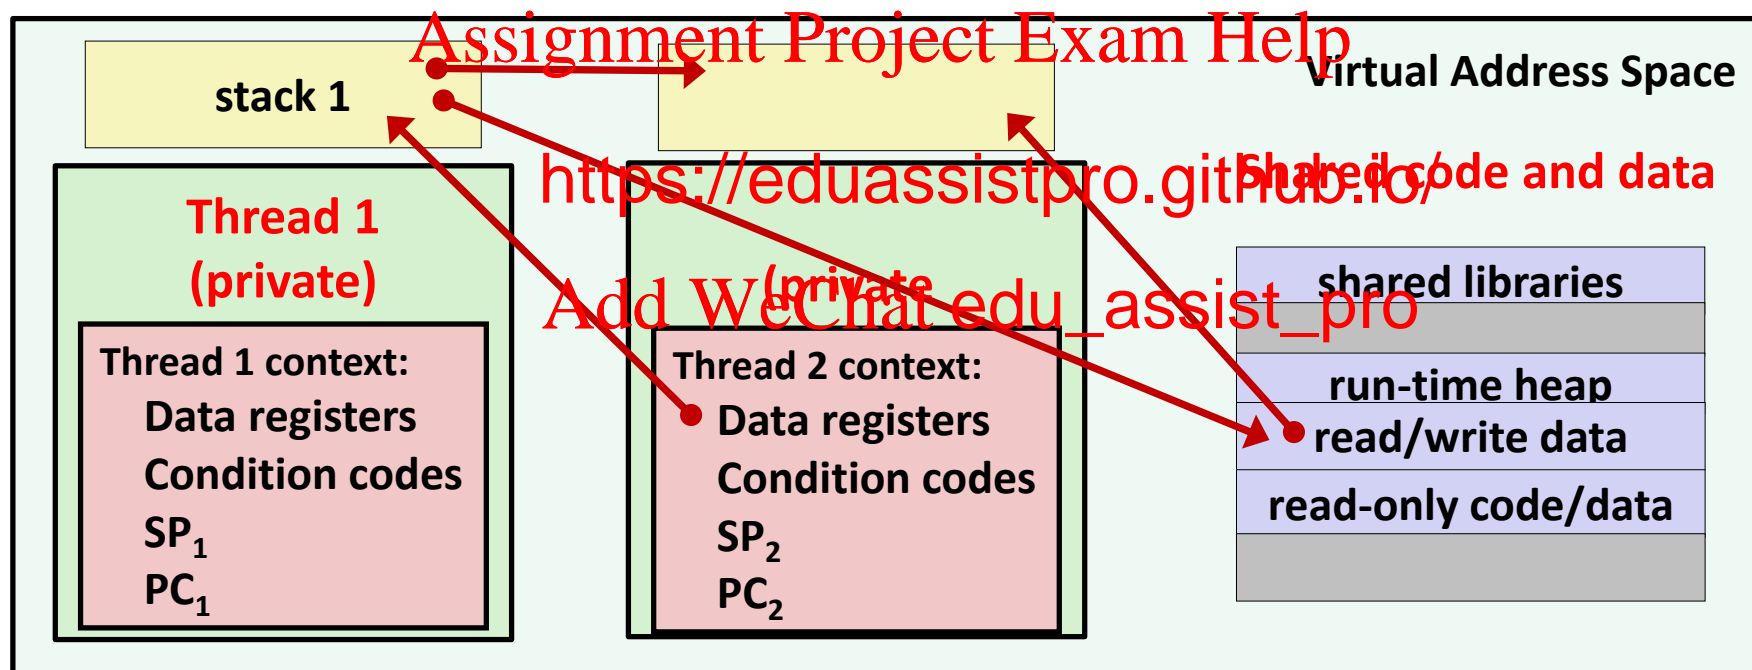 Assignment Project Exam Help
Virtual Address Space
stack 1
https://eduassistpro.github.io/
Shared code and data
Thread 1
(private)
(private
Add WeChat edu_assist_pro
shared libraries
Thread 1 context:
Data registers
Condition codes
SP1
PC1
Thread 2 context:
Data registers
Condition codes
SP2
PC2
run-time heap
read/write data
read-only code/data